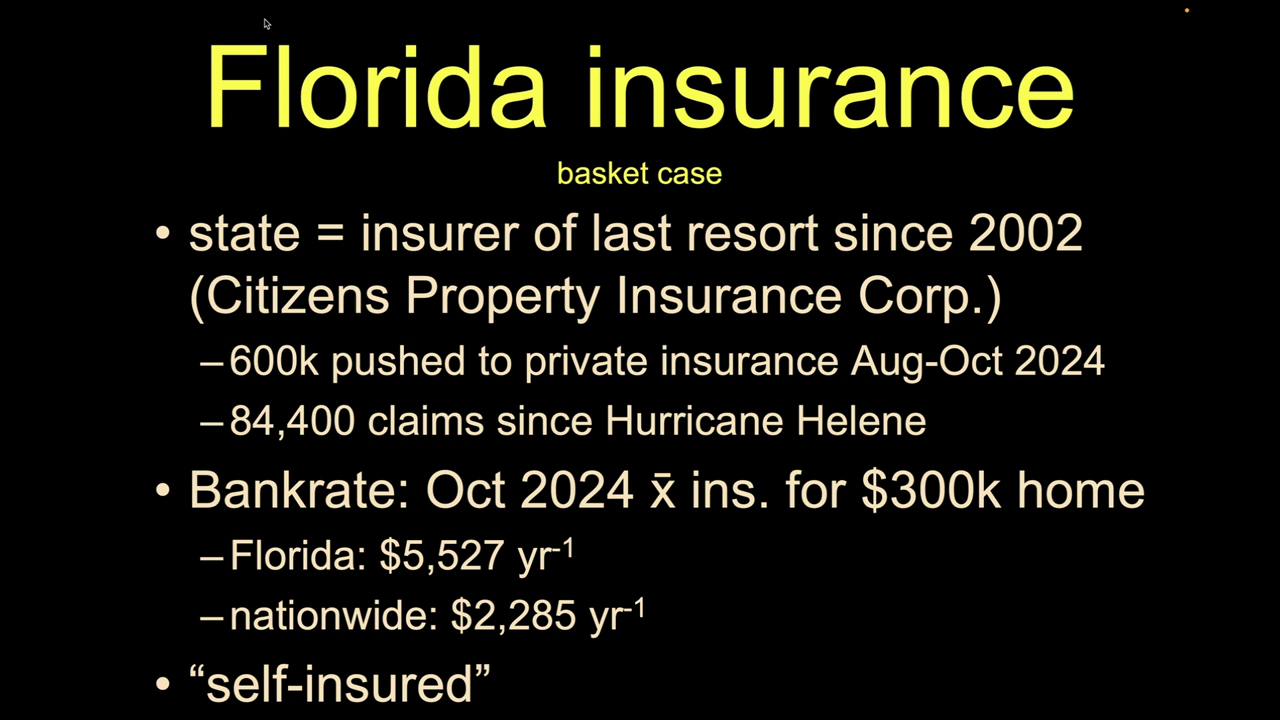 Florida insurance
basket case
• state = insurer of last resort since 2002
(Citizens Property Insurance Corp.)
–600k pushed to private insurance Aug-Oct 2024
–84,400 claims since Hurricane Helene
• Bankrate: Oct 2024 x̄ ins. for $300k home
–Florida: $5,527 yr⁻¹
–nationwide: $2,285 yr⁻¹
• “self-insured”